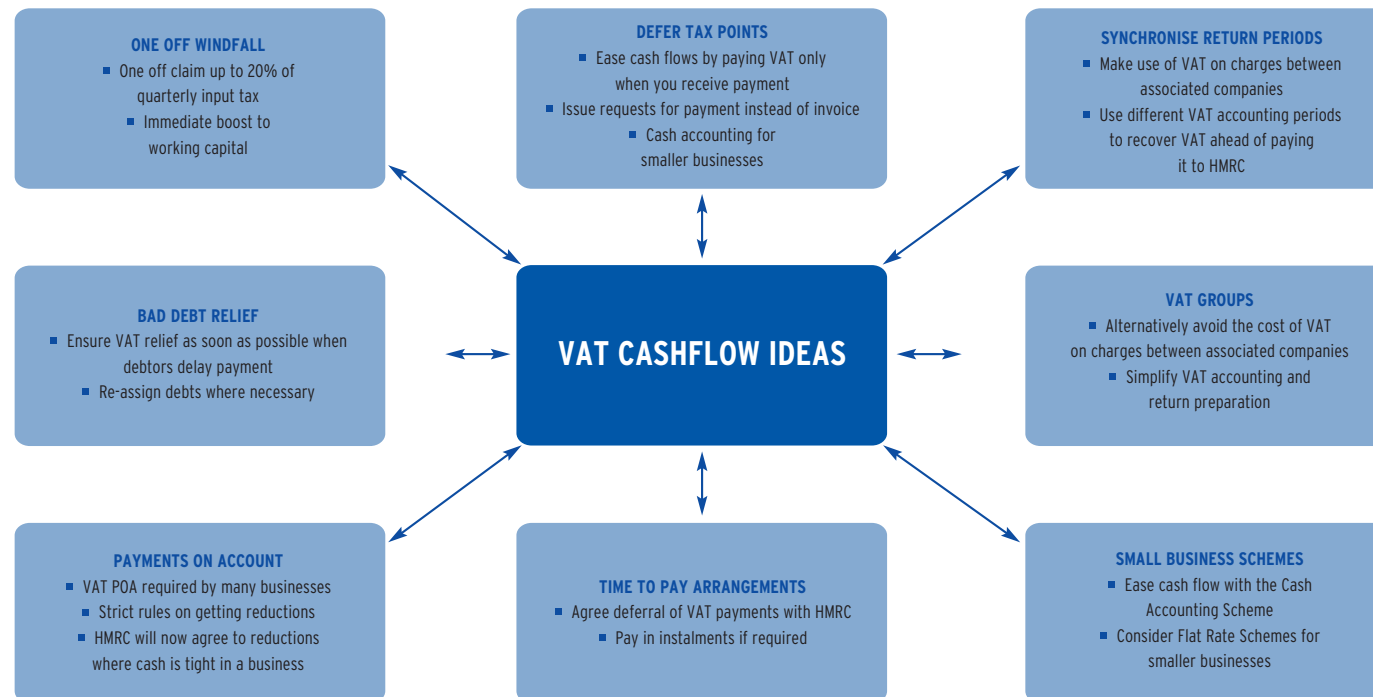 ONE OFF WINDFALL
▪ One off claim up to 20% of
quarterly input tax
▪ Immediate boost to
working capital
DEFER TAX POINTS
▪ Ease cash flows by paying VAT only
when you receive payment
▪ Issue requests for payment instead of invoice
▪ Cash accounting for
smaller businesses
SYNCHRONISE RETURN PERIODS
▪ Make use of VAT on charges between
associated companies
▪ Use different VAT accounting periods
to recover VAT ahead of paying
it to HMRC
BAD DEBT RELIEF
▪ Ensure VAT relief as soon as possible when
debtors delay payment
▪ Re-assign debts where necessary
VAT CASHFLOW IDEAS
VAT GROUPS
▪ Alternatively avoid the cost of VAT
on charges between associated companies
▪ Simplify VAT accounting and
return preparation
PAYMENTS ON ACCOUNT
▪ VAT POA required by many businesses
▪ Strict rules on getting reductions
▪ HMRC will now agree to reductions
where cash is tight in a business
TIME TO PAY ARRANGEMENTS
▪ Agree deferral of VAT payments with HMRC
▪ Pay in instalments if required
SMALL BUSINESS SCHEMES
▪ Ease cash flow with the Cash
Accounting Scheme
▪ Consider Flat Rate Schemes for
smaller businesses